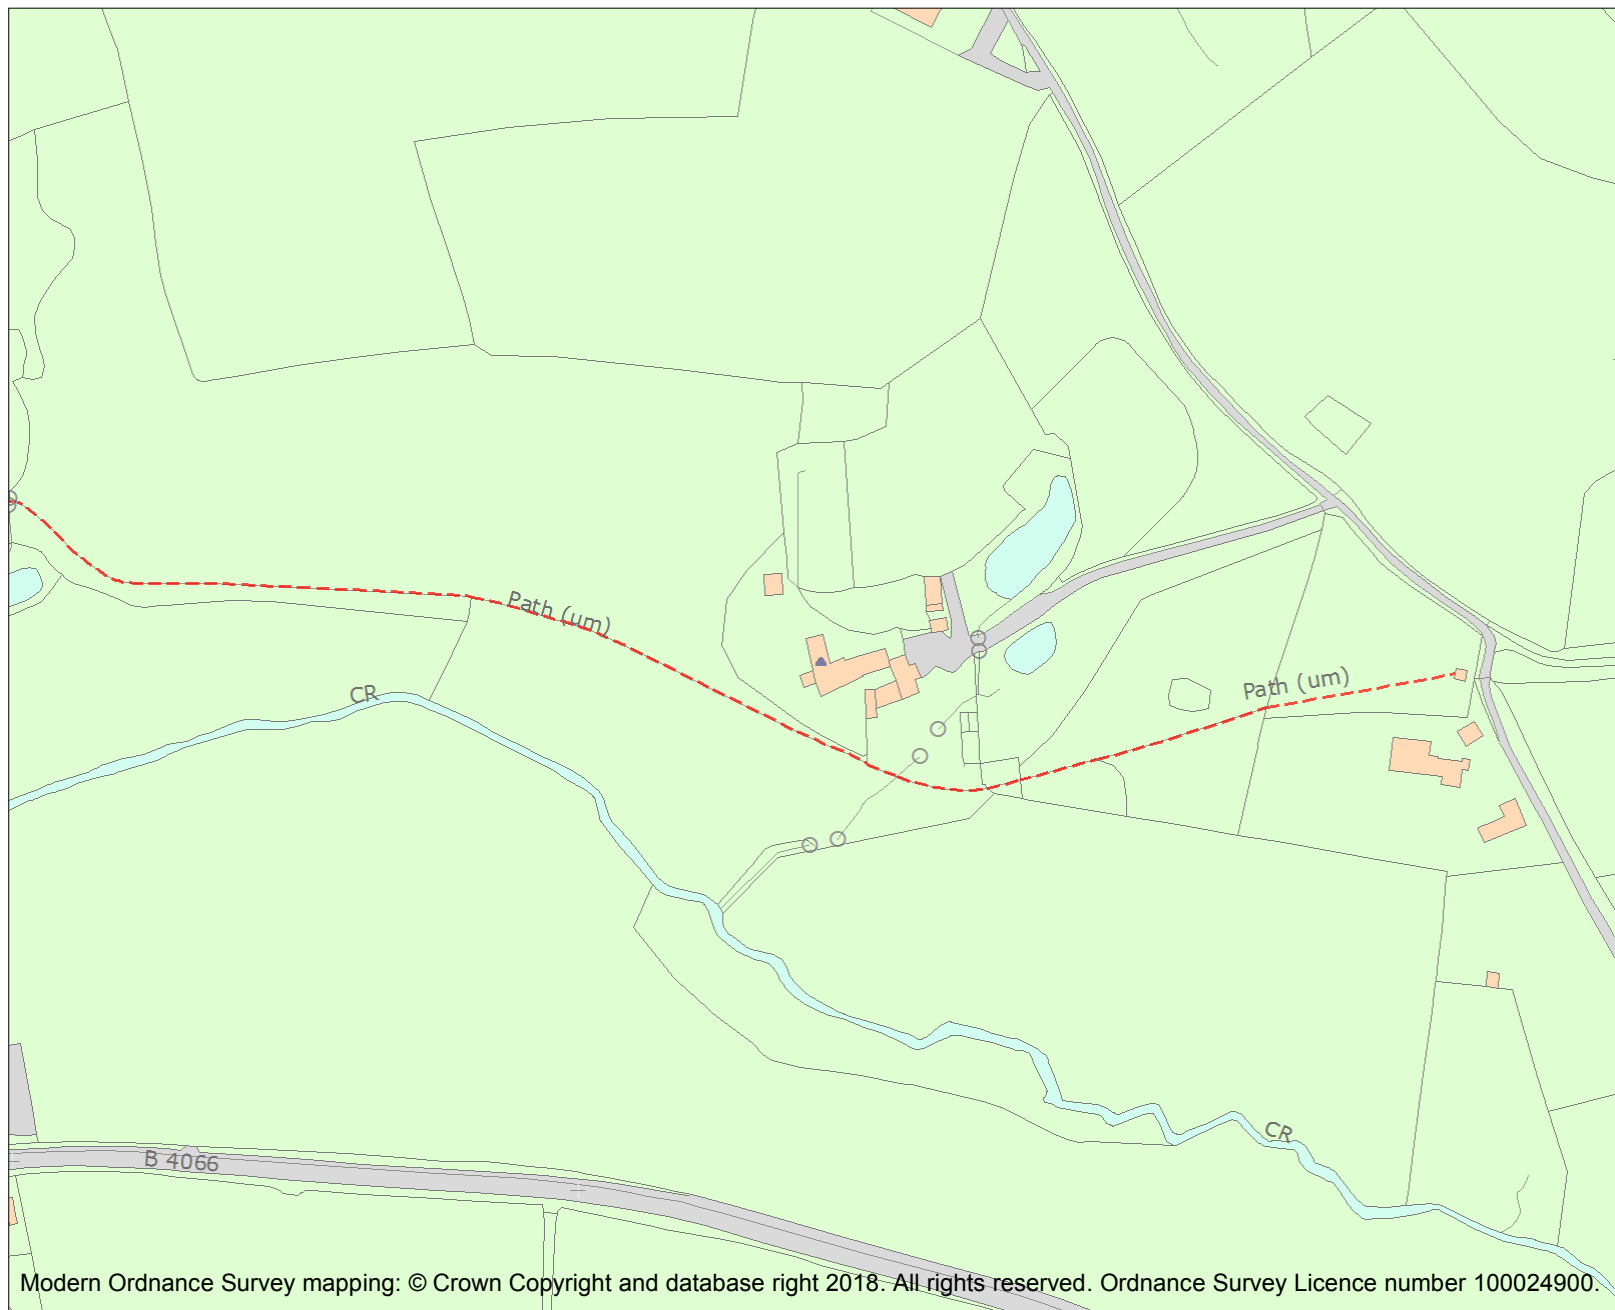 Path (um)
Path (um)
CR
CR
B 4066
Modern Ordnance Survey mapping: © Crown Copyright and database right 2018. All rights reserved. Ordnance Survey Licence number 100024900.